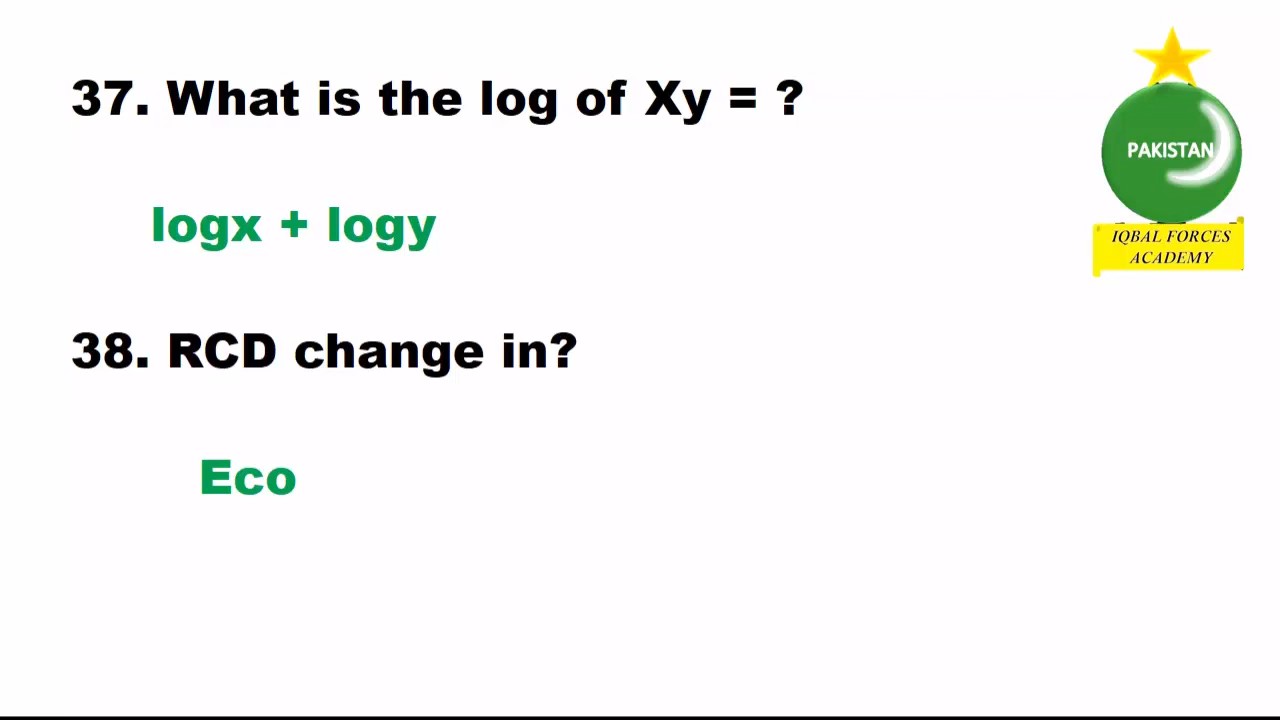 37. What is the log of Xy = ?
logx + logy
38. RCD change in?
Eco
PAKISTAN
IQBAL FORCES
ACADEMY